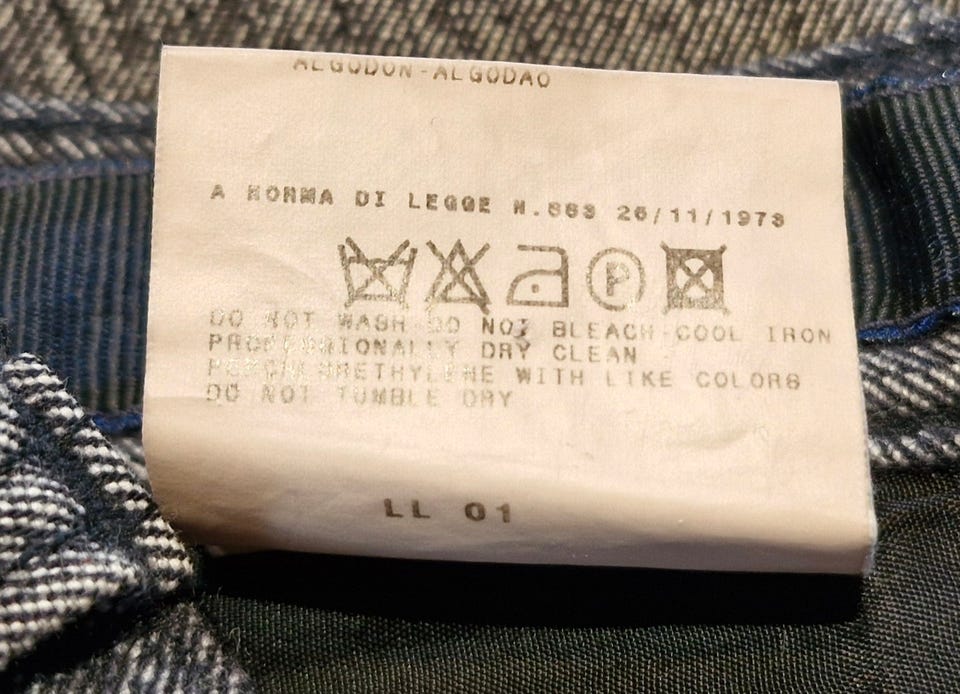 ALGODON-ALGODAO
A NORMA DI LEGGE N.883 26/11/1973
P
DO NOT WASH DO NOT BLEACH-COOL IRON
PROFESSIONALLY DRY CLEAN
PERCHLORETHYLENE WITH LIKE COLORS
DO NOT TUMBLE DRY
LL 01